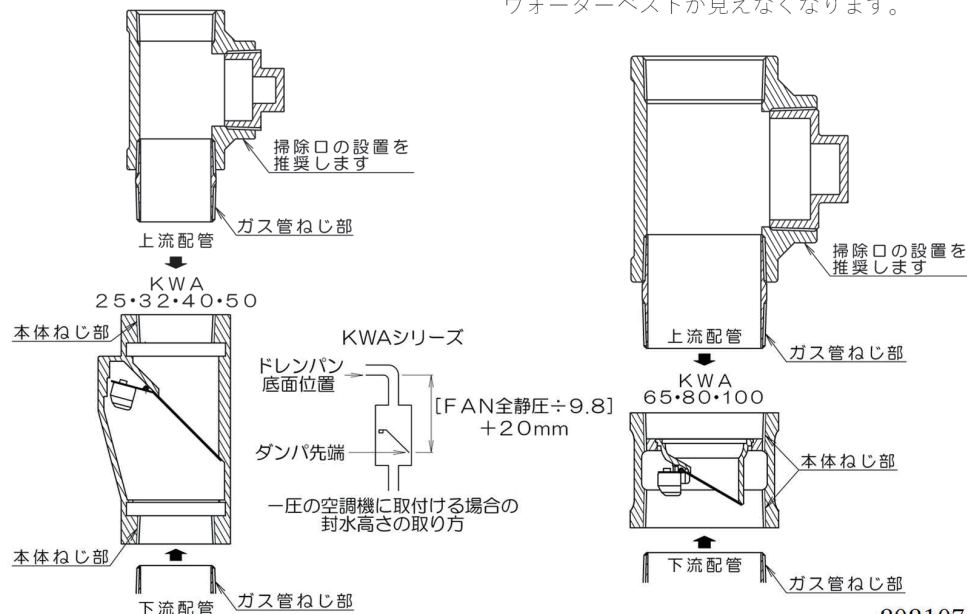 ウォーターベストが見えなくなります。
掃除口の設置を
推奨します
ガス管ねじ部
上流配管
KWA
25・32・40・50
本体ねじ部
本体ねじ部
下流配管
ガス管ねじ部
KWAシリーズ
ドレンパン
底面位置
[FAN全静圧÷9.8]
+20mm
ダンパ先端
一圧の空調機に取付ける場合の
封水高さの取り方
掃除口の設置を
推奨します
上流配管
ガス管ねじ部
KWA
65・80・100
本体ねじ部
下流配管
ガス管ねじ部